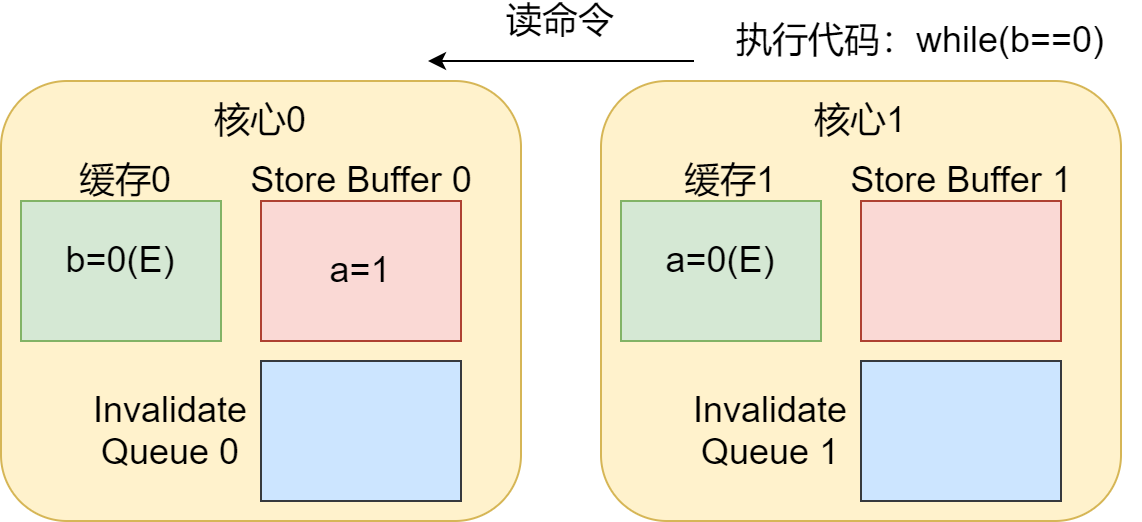 读命令
执行代码：while(b==0)
核心0
缓存0
Store Buffer 0
b=0(E)
a=1
Invalidate
Queue 0
核心1
缓存1
Store Buffer 1
a=0(E)
Invalidate
Queue 1